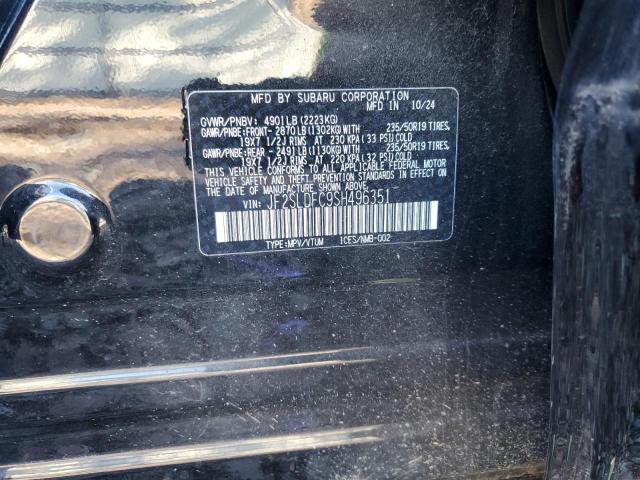 MFD BY SUBARU CORPORATION
MFD IN 10/24
GVWR/PNBV: 4901LB(2223KG)
GAWR/PNBE:FRONT- 2870LB(1302KG)WITH 235/50R19 TIRES,
19X7 1/2J RIMS AT 230 KPA(33 PSI)COLD
GAWR/PNBE:REAR - 2491LB(1130KG)WITH 235/50R19 TIRES,
19X7 1/2J RIMS AT 220 KPA(32 PSI)COLD
THIS VEHICLE CONFORMS TO ALL APPLICABLE FEDERAL MOTOR
VEHICLE SAFETY AND THEFT PREVENTION STANDARDS IN EFFECT ON
THE DATE OF MANUFACTURE SHOWN ABOVE.
VIN: JF2SLDFC9SH496351
TYPE:MPV/VTUM ICES/NMB-002